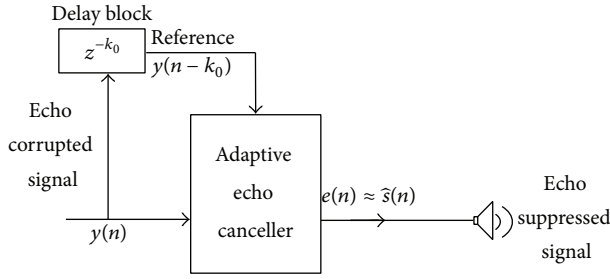 Delay block
z^{-k_0}
Reference
y(n − k_0)
Echo
corrupted
signal
y(n)
Adaptive
echo
canceller
e(n) ≈ ŝ(n)
Echo
suppressed
signal